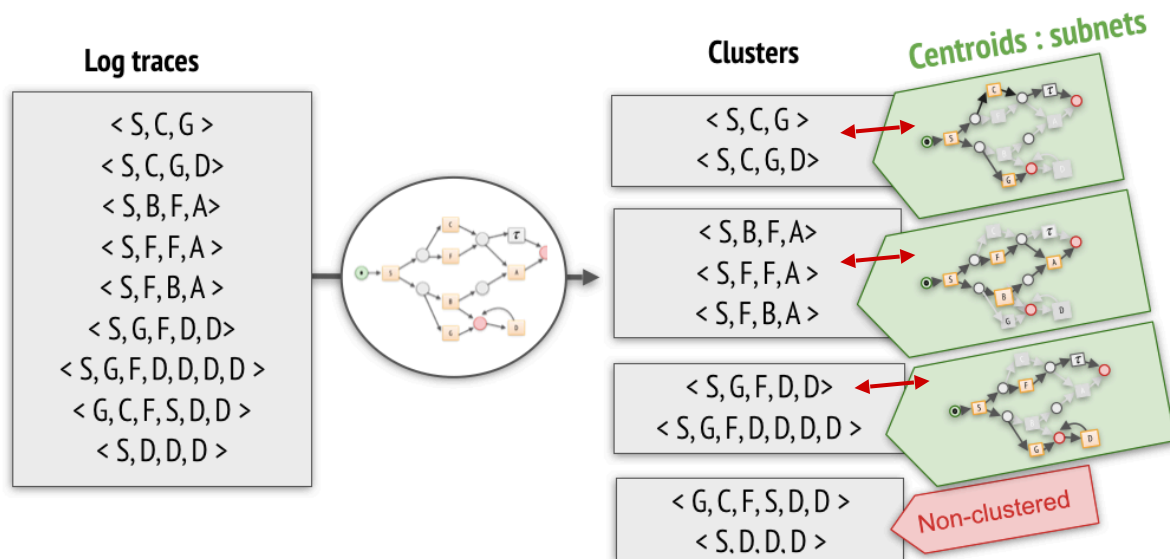 Log traces
< S, C, G >
< S, C, G, D>
< S, B, F, A>
< S, F, F, A >
< S, F, B, A >
< S, G, F, D, D>
< S, G, F, D, D, D, D >
< G, C, F, S, D, D >
< S, D, D, D >
S
C
F
B
G
τ
A
D
Clusters
< S, C, G >
< S, C, G, D>
< S, B, F, A>
< S, F, F, A >
< S, F, B, A >
< S, G, F, D, D>
< S, G, F, D, D, D, D >
< G, C, F, S, D, D >
< S, D, D, D >
Centroids : subnets
C
τ
S
G
τ
F
A
S
B
G
D
τ
F
S
G
D
Non-clustered